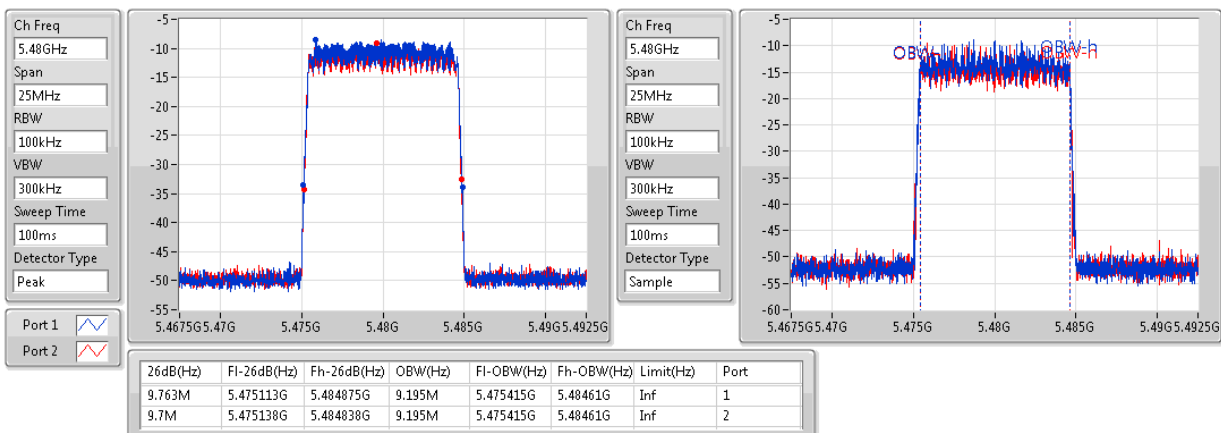 Ch Freq
5.48GHz
Span
25MHz
RBW
100kHz
VBW
300kHz
Sweep Time
100ms
Detector Type
Peak
Port 1
Port 2
-5
-10
-15
-20
-25
-30
-35
-40
-45
-50
-55
5.4675G 5.47G 5.475G 5.48G 5.485G 5.49G 5.4925G
Ch Freq
5.48GHz
Span
25MHz
RBW
100kHz
VBW
300kHz
Sweep Time
100ms
Detector Type
Sample
-5
-10
-15
-20
-25
-30
-35
-40
-45
-50
-55
-60
OBW-h
5.4675G 5.47G 5.475G 5.48G 5.485G 5.49G 5.4925G
26dB(Hz) Fl-26dB(Hz) Fh-26dB(Hz) OBW(Hz) Fl-OBW(Hz) Fh-OBW(Hz) Limit(Hz) Port
9.763M 5.475113G 5.484875G 9.195M 5.475415G 5.48461G Inf 1
9.7M 5.475138G 5.484838G 9.195M 5.475415G 5.48461G Inf 2